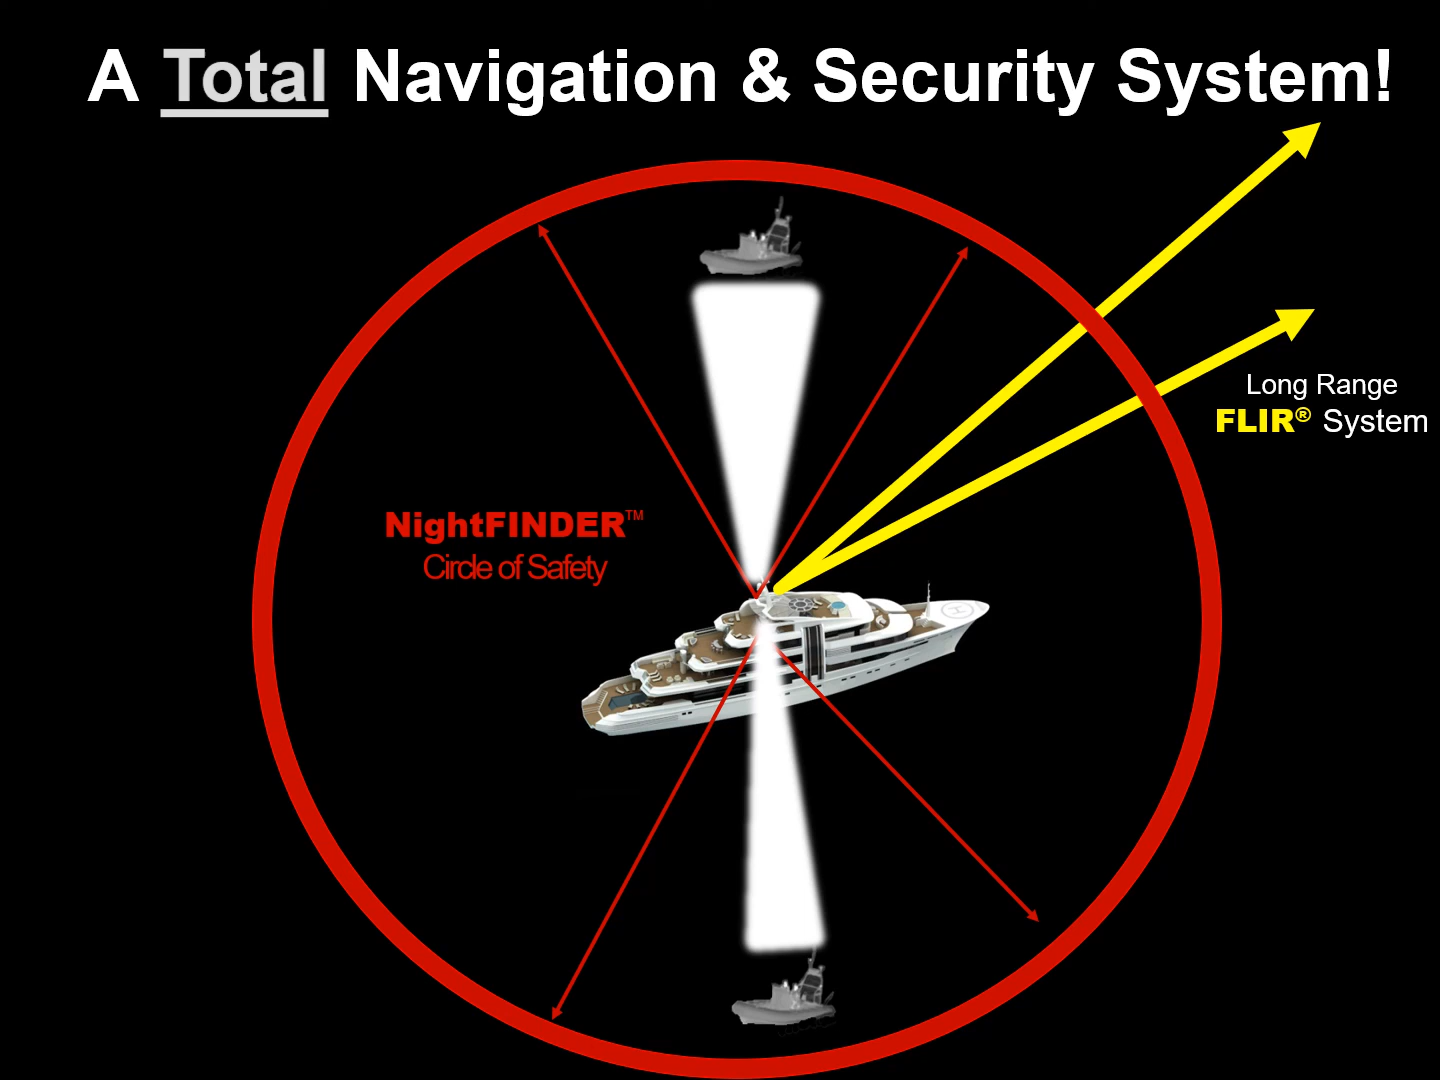 A Total Navigation & Security System!
Long Range
FLIR® System
NightFINDER™
Circle of Safety